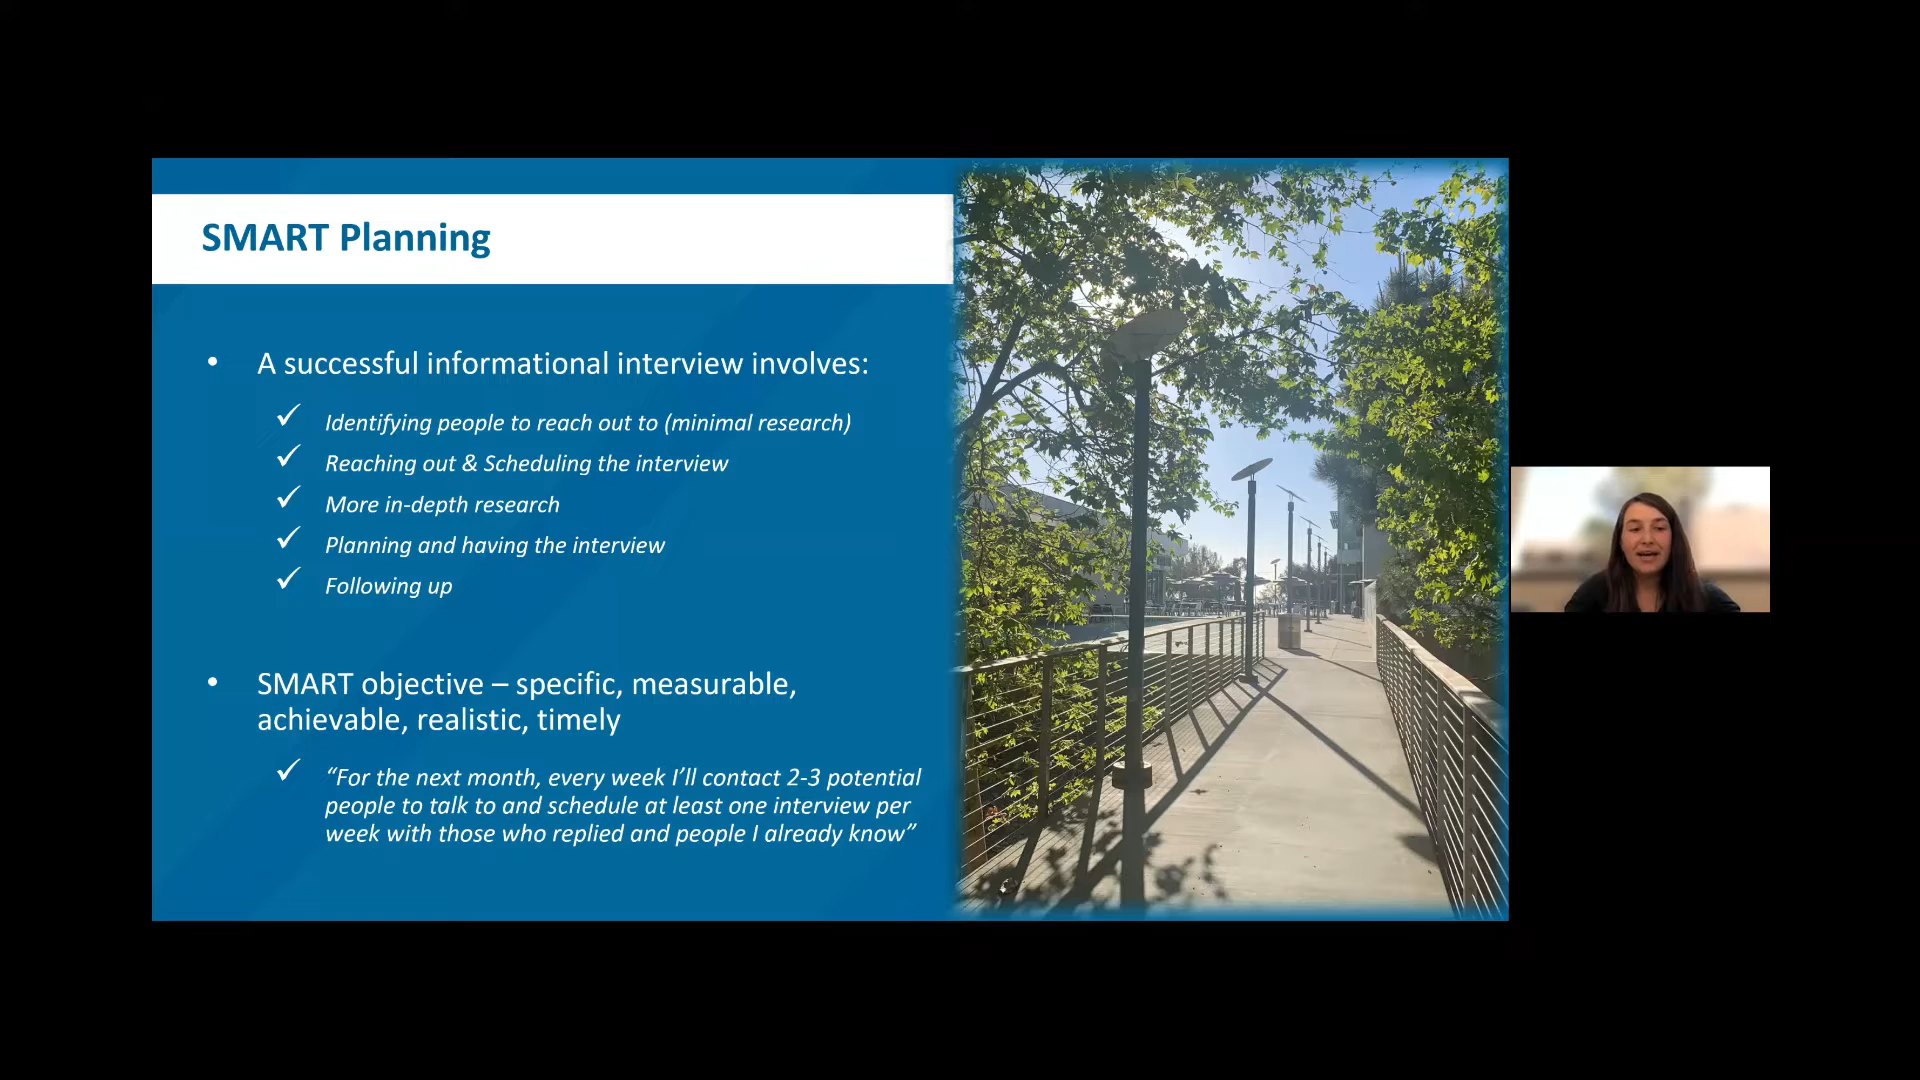 SMART Planning
• A successful informational interview involves:
✓ Identifying people to reach out to (minimal research)
✓ Reaching out & Scheduling the interview
✓ More in-depth research
✓ Planning and having the interview
✓ Following up
• SMART objective – specific, measurable,
achievable, realistic, timely
✓ “For the next month, every week I’ll contact 2-3 potential
people to talk to and schedule at least one interview per
week with those who replied and people I already know”